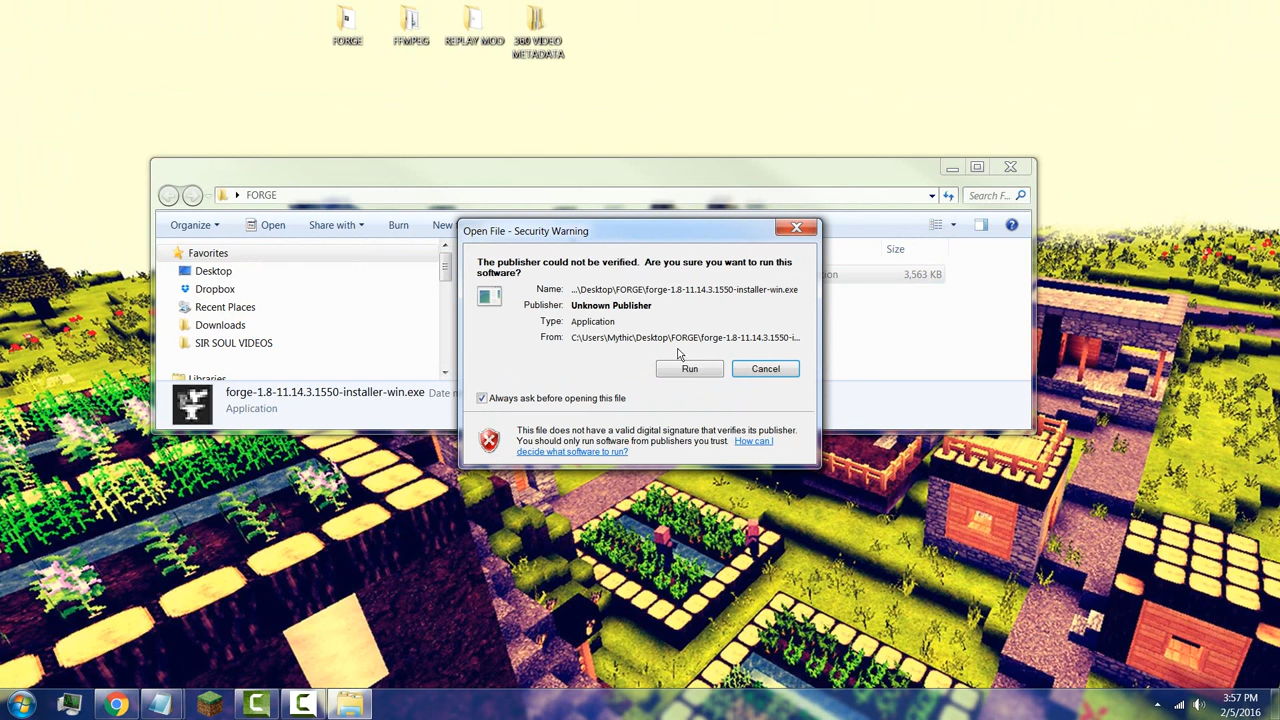 FORGE
FFMPEG
REPLAY MOD
360 VIDEO
METADATA
FORGE
Search F...
Organize
Open
Share with
Burn
New
Open File - Security Warning
Favorites
Desktop
Dropbox
Recent Places
Downloads
SIR SOUL VIDEOS
Libraries
Size
3,563 KB
The publisher could not be verified. Are you sure you want to run this
software?
Name: ...\Desktop\FORGE\forge-1.8-11.14.3.1550-installer-win.exe
Publisher: Unknown Publisher
Type: Application
From: C:\Users\Mythic\Desktop\FORGE\forge-1.8-11.14.3.1550-i...
Run
Cancel
Always ask before opening this file
This file does not have a valid digital signature that verifies its publisher.
You should only run software from publishers you trust. How can I
decide what software to run?
forge-1.8-11.14.3.1550-installer-win.exe Date
Application
3:57 PM
2/5/2016